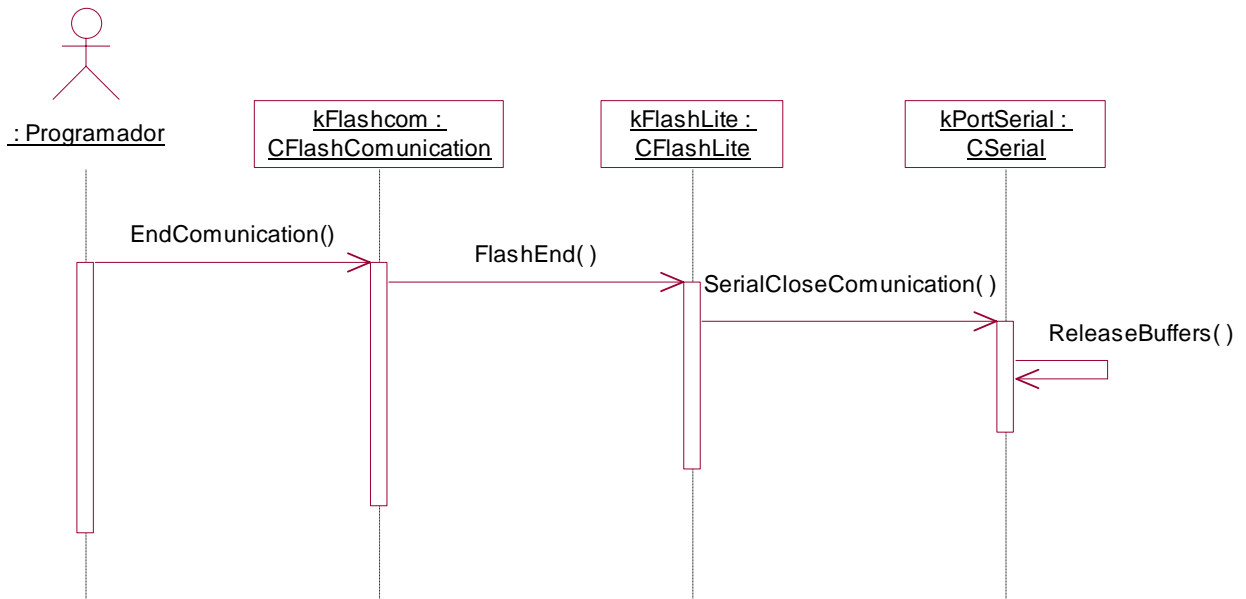 : Programador
kFlashcom :
CFlashComunication
kFlashLite :
CFlashLite
kPortSerial :
CSerial
EndComunication()
FlashEnd( )
SerialCloseComunication( )
ReleaseBuffers( )